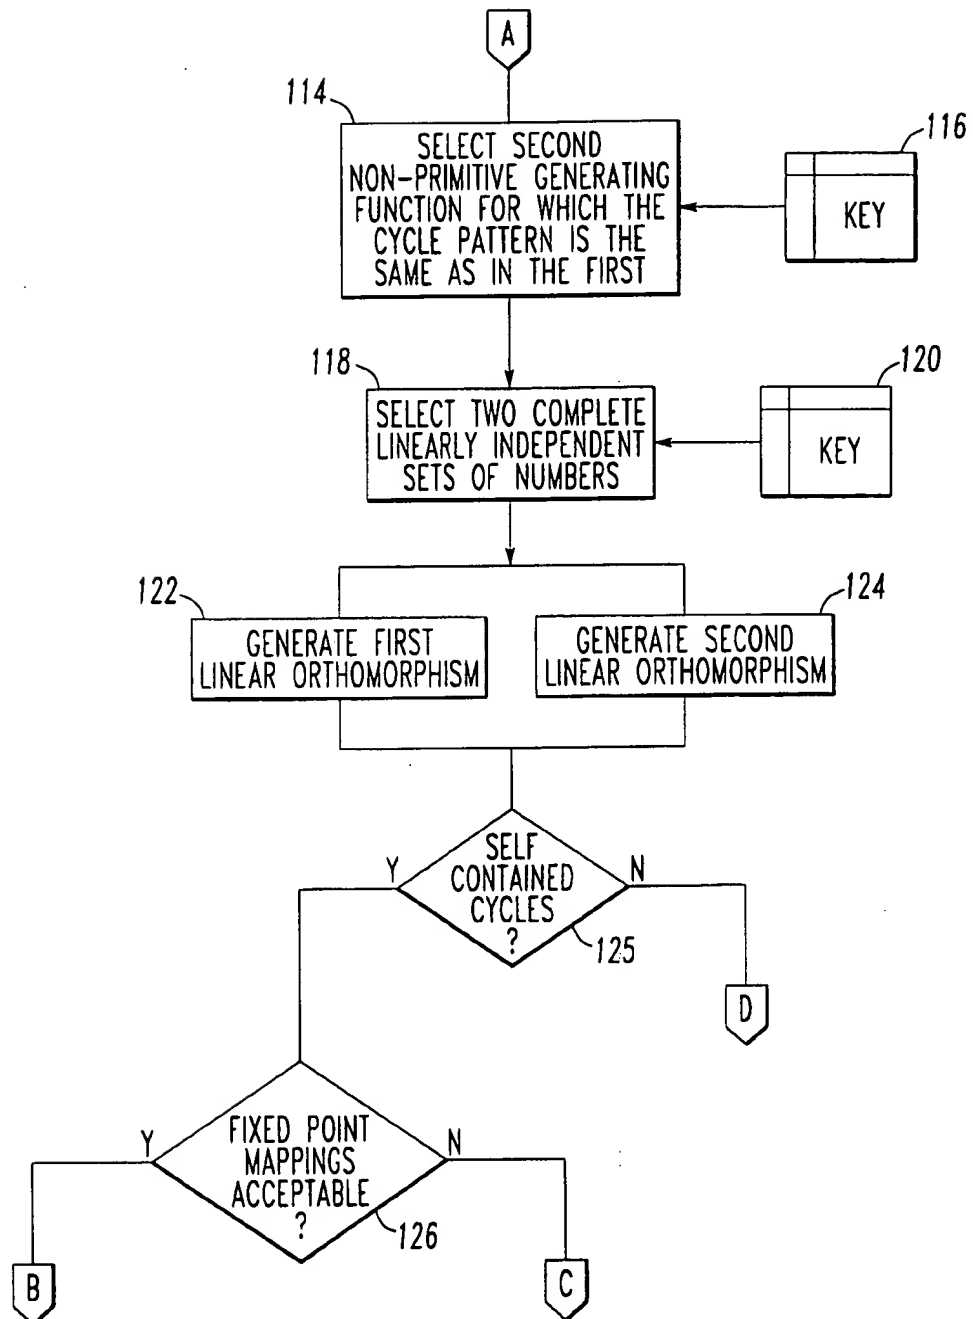 A
114
SELECT SECOND
NON-PRIMITIVE GENERATING
FUNCTION FOR WHICH THE
CYCLE PATTERN IS THE
SAME AS IN THE FIRST
116
KEY
118
SELECT TWO COMPLETE
LINEARLY INDEPENDENT
SETS OF NUMBERS
120
KEY
122
GENERATE FIRST
LINEAR ORTHOMORPHISM
124
GENERATE SECOND
LINEAR ORTHOMORPHISM
Y
SELF
CONTAINED
CYCLES
?
N
125
D
Y
FIXED POINT
MAPPINGS
ACCEPTABLE
?
N
126
B
C